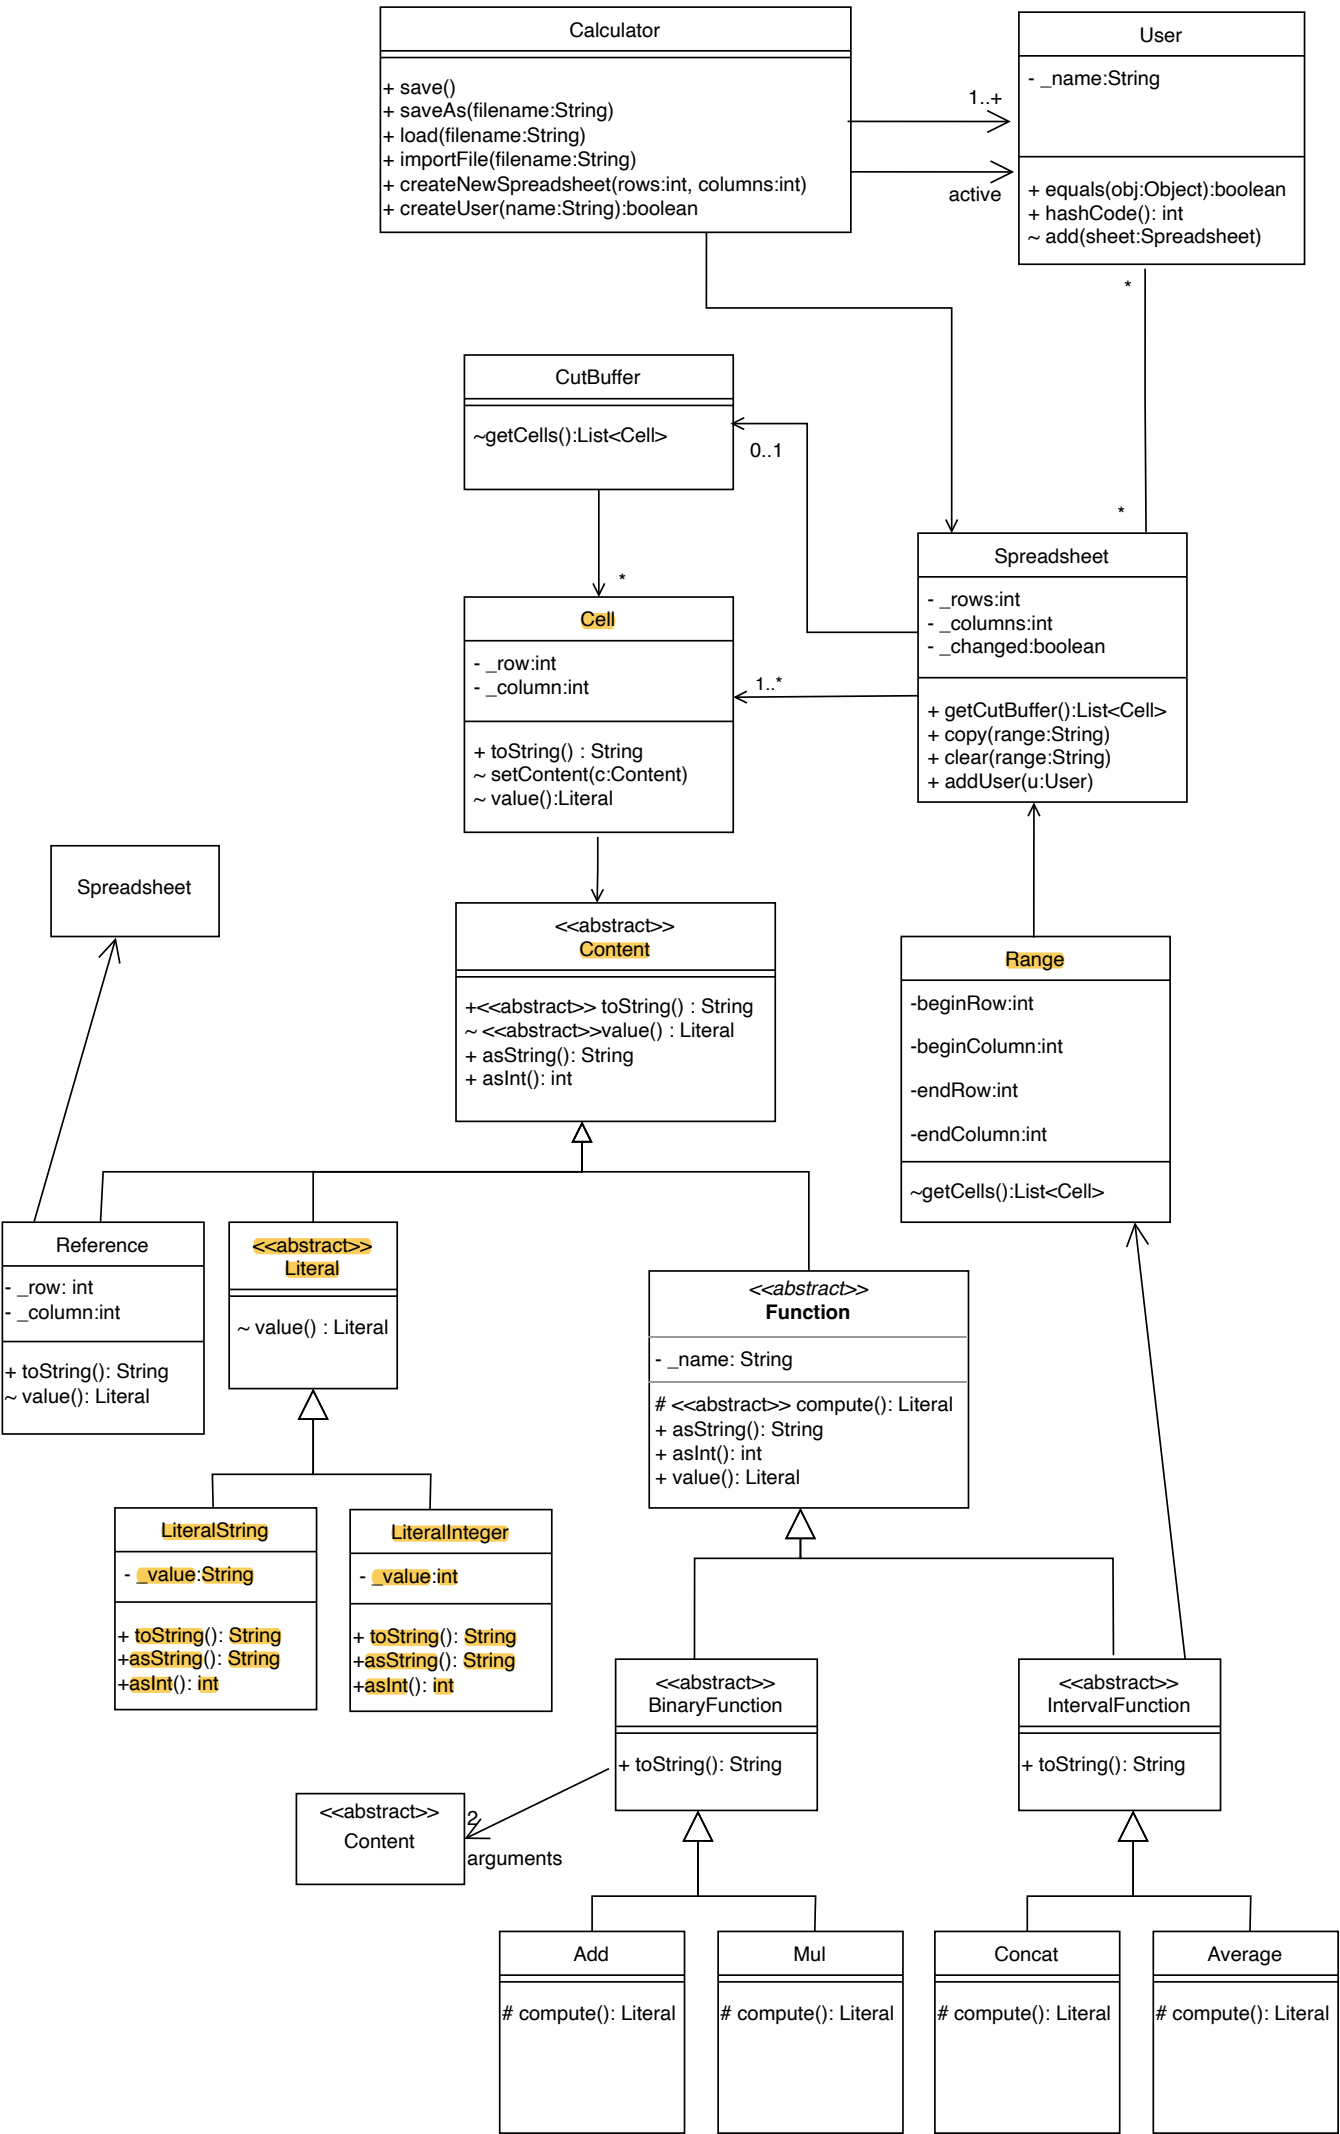 Calculator
+ save()
+ saveAs(filename:String)
+ load(filename:String)
+ importFile(filename:String)
+ createNewSpreadsheet(rows:int, columns:int)
+ createUser(name:String):boolean
1..+
active
User
- _name:String
+ equals(obj:Object):boolean
+ hashCode(): int
~ add(sheet:Spreadsheet)
*
*
CutBuffer
~getCells():List<Cell>
0..1
*
Cell
- _row:int
- _column:int
+ toString() : String
~ setContent(c:Content)
~ value():Literal
1..*
Spreadsheet
- _rows:int
- _columns:int
- _changed:boolean
+ getCutBuffer():List<Cell>
+ copy(range:String)
+ clear(range:String)
+ addUser(u:User)
Spreadsheet
<<abstract>>
Content
+<<abstract>> toString() : String
~ <<abstract>>value() : Literal
+ asString(): String
+ asInt(): int
Range
-beginRow:int
-beginColumn:int
-endRow:int
-endColumn:int
~getCells():List<Cell>
Reference
- _row: int
- _column:int
+ toString(): String
~ value(): Literal
<<abstract>>
Literal
~ value() : Literal
<<abstract>>
Function
- _name: String
# <<abstract>> compute(): Literal
+ asString(): String
+ asInt(): int
+ value(): Literal
LiteralString
- _value:String
+ toString(): String
+asString(): String
+asInt(): int
LiteralInteger
- _value:int
+ toString(): String
+asString(): String
+asInt(): int
<<abstract>>
BinaryFunction
+ toString(): String
<<abstract>>
IntervalFunction
+ toString(): String
<<abstract>>
Content
2
arguments
Add
# compute(): Literal
Mul
# compute(): Literal
Concat
# compute(): Literal
Average
# compute(): Literal